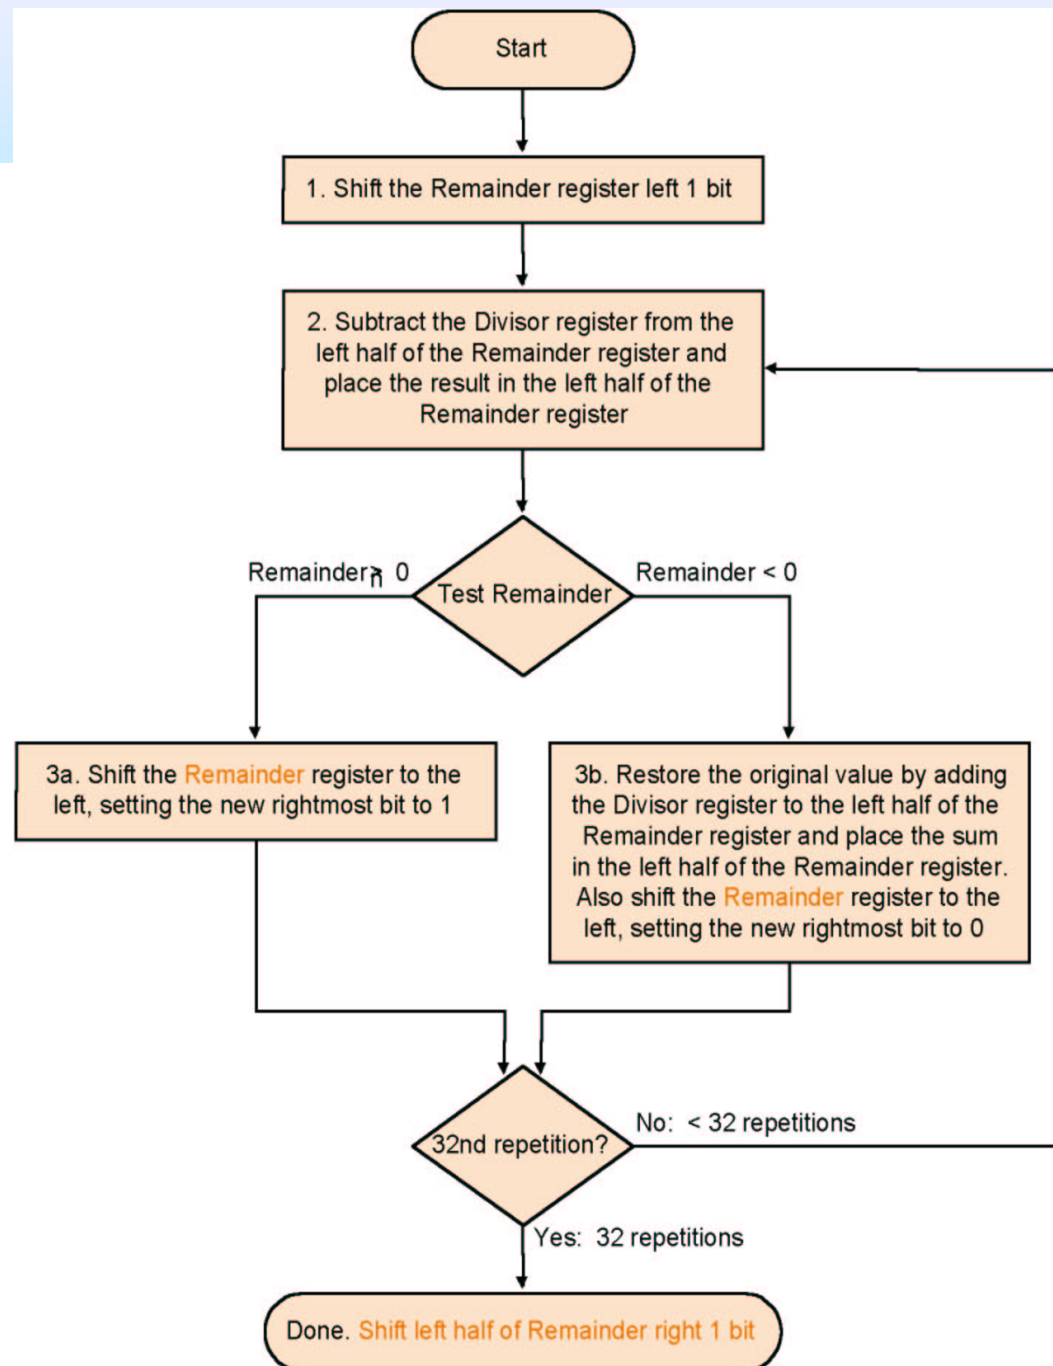 Start
1. Shift the Remainder register left 1 bit
2. Subtract the Divisor register from the
left half of the Remainder register and
place the result in the left half of the
Remainder register
Remainder ≥ 0
Remainder < 0
Test Remainder
3a. Shift the Remainder register to the
left, setting the new rightmost bit to 1
3b. Restore the original value by adding
the Divisor register to the left half of the
Remainder register and place the sum
in the left half of the Remainder register.
Also shift the Remainder register to the
left, setting the new rightmost bit to 0
32nd repetition?
No: < 32 repetitions
Yes: 32 repetitions
Done. Shift left half of Remainder right 1 bit